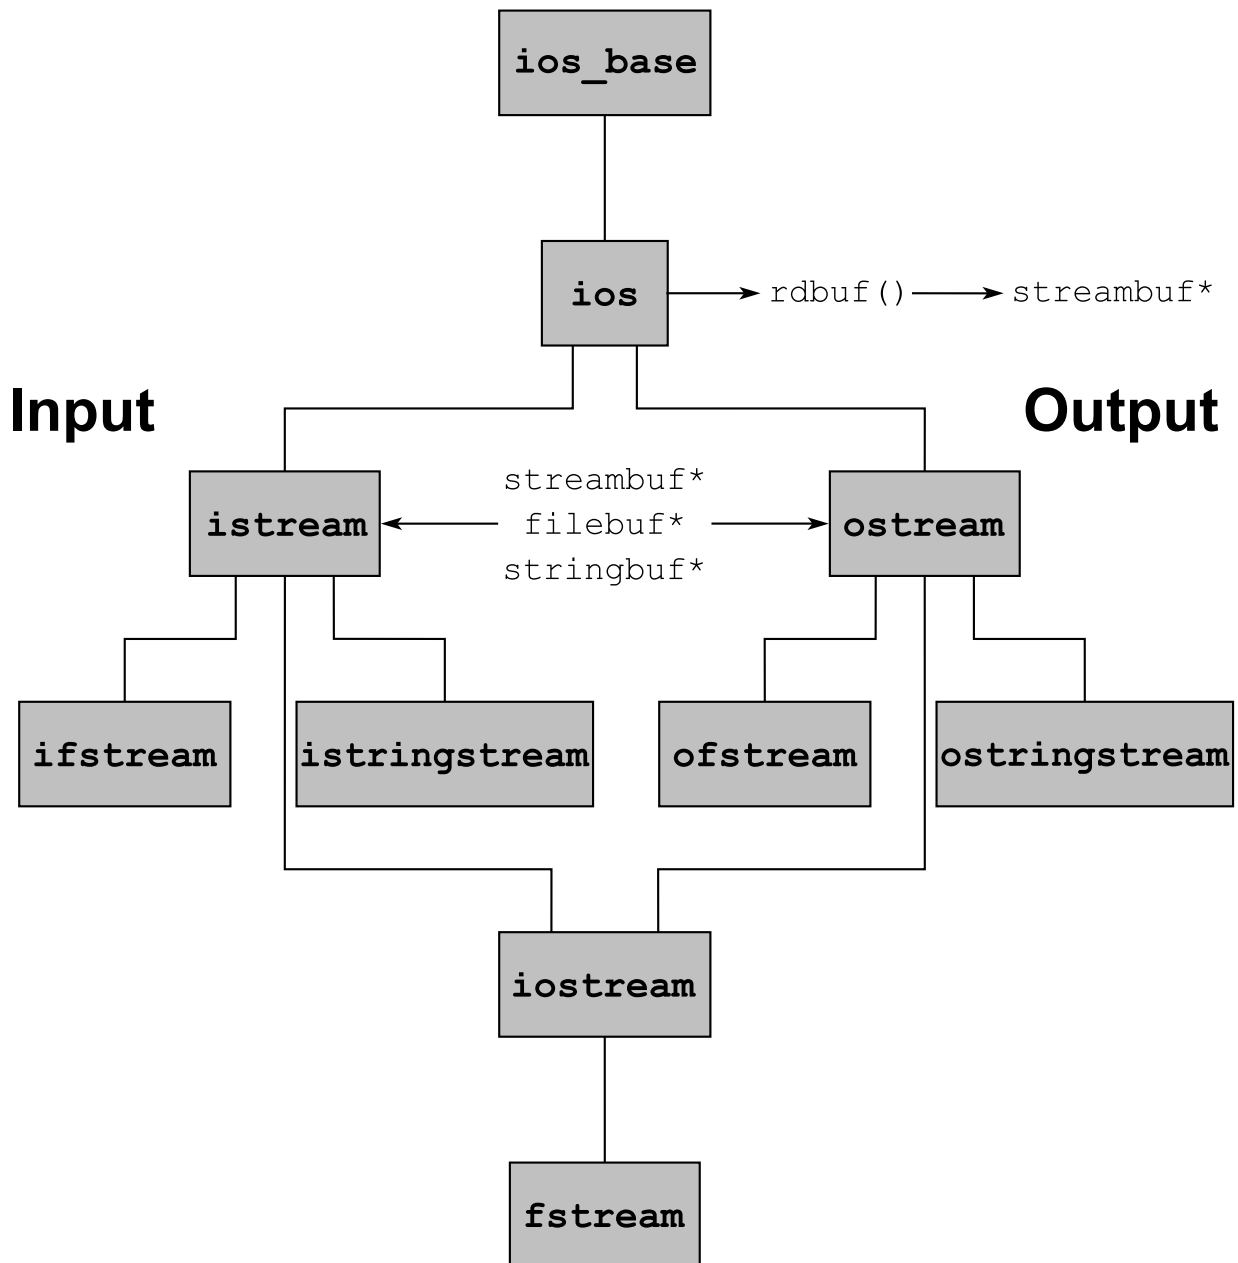 ios_base
ios
rdbuf()
streambuf*
Input
Output
streambuf*
istream
filebuf*
ostream
stringbuf*
ifstream
istringstream
ofstream
ostringstream
iostream
fstream